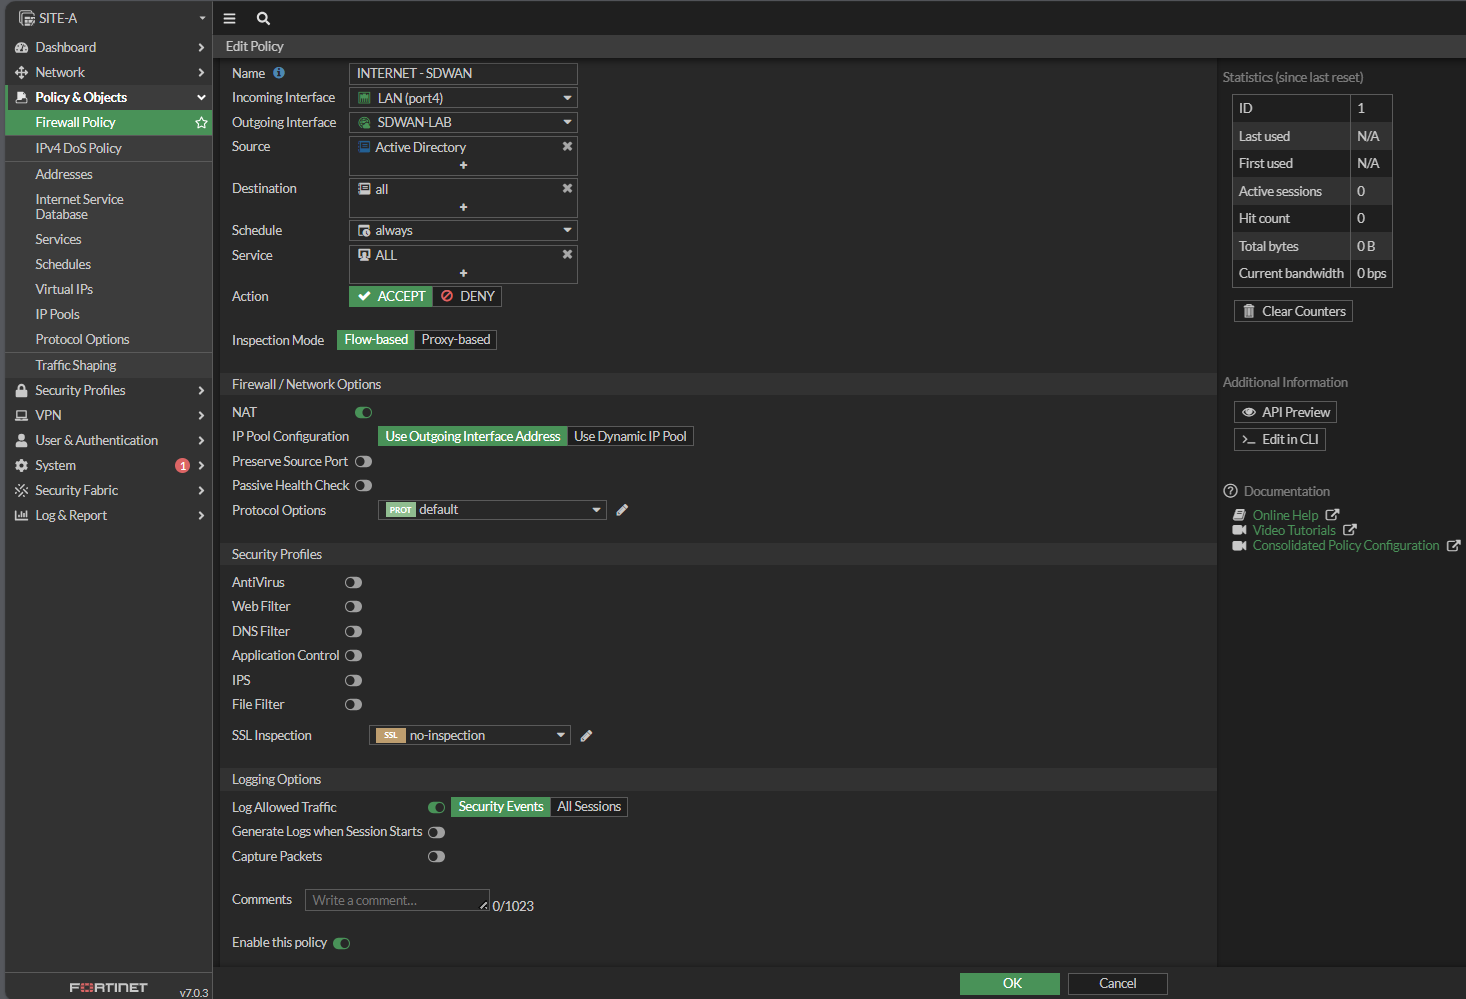 SITE-A
Dashboard
Network
Policy & Objects
Firewall Policy
IPv4 DoS Policy
Addresses
Internet Service
Database
Services
Schedules
Virtual IPs
IP Pools
Protocol Options
Traffic Shaping
Security Profiles
VPN
User & Authentication
System 1
Security Fabric
Log & Report
FORTINET v7.0.3
Edit Policy
Name INTERNET - SDWAN
Incoming Interface LAN (port4)
Outgoing Interface SDWAN-LAB
Source Active Directory
+
Destination all
+
Schedule always
Service ALL
+
Action ACCEPT DENY
Inspection Mode Flow-based Proxy-based
Firewall / Network Options
NAT
IP Pool Configuration Use Outgoing Interface Address Use Dynamic IP Pool
Preserve Source Port
Passive Health Check
Protocol Options PROT default
Security Profiles
AntiVirus
Web Filter
DNS Filter
Application Control
IPS
File Filter
SSL Inspection SSL no-inspection
Logging Options
Log Allowed Traffic Security Events All Sessions
Generate Logs when Session Starts
Capture Packets
Comments Write a comment... 0/1023
Enable this policy
OK Cancel
Statistics (since last reset)
ID 1
Last used N/A
First used N/A
Active sessions 0
Hit count 0
Total bytes 0 B
Current bandwidth 0 bps
Clear Counters
Additional Information
API Preview
>_ Edit in CLI
Documentation
Online Help
Video Tutorials
Consolidated Policy Configuration